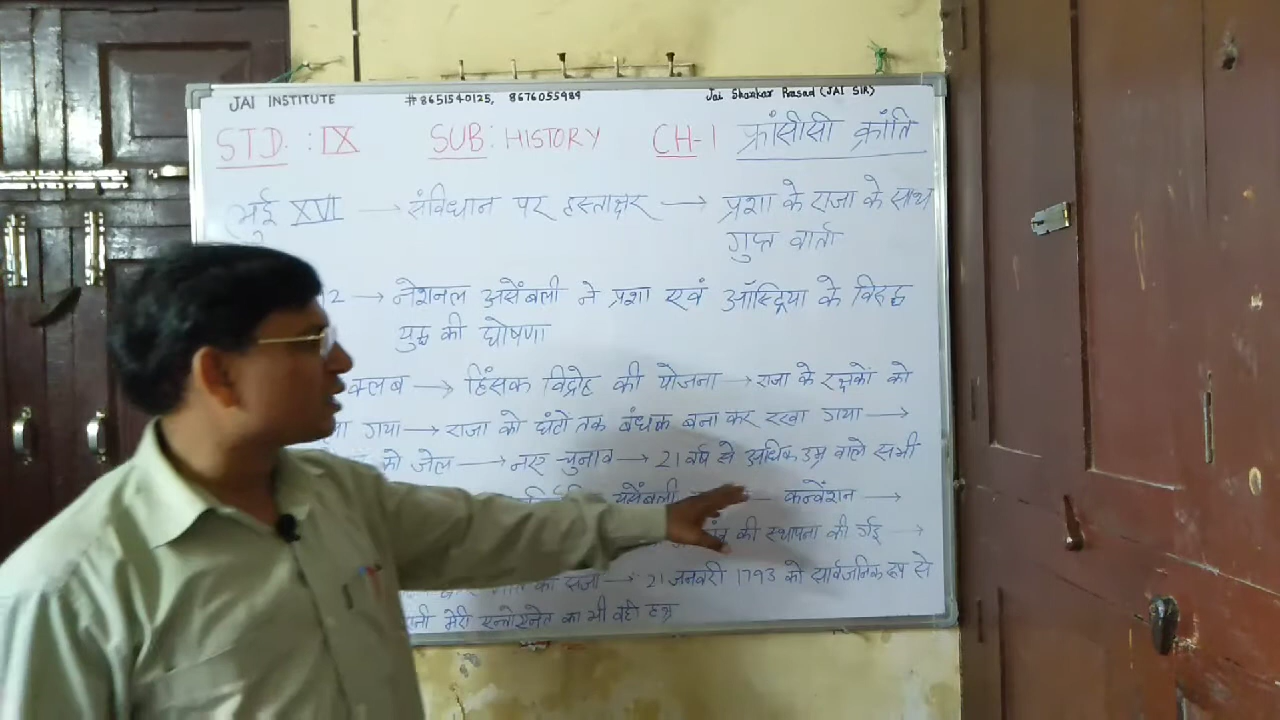 JAI INSTITUTE #8651540125, 8676055989 Jai Shankar Prasad (JAI SIR)
STD. : IX SUB: HISTORY CH-1 फ्रांसीसी क्रांति
लुई XVI → संविधान पर हस्ताक्षर → प्रशा के राजा के साथ
गुप्त वार्ता
2 → नेशनल असेंबली ने प्रशा एवं ऑस्ट्रिया के विरुद्ध
युद्ध की घोषणा
क्लब → हिंसक विद्रोह की योजना → राजा के रक्षकों को
गया → राजा को घंटो तक बंधक बना कर रखा गया →
को जेल → नए चुनाव → 21 वर्ष से अधिक उम्र वाले सभी
असेंबली कन्वेंशन →
की स्थापना की गई →
सजा → 21 जनवरी 1793 को सार्वजनिक रूप से
मेरी एन्तोएनेत का भी वही हश्र